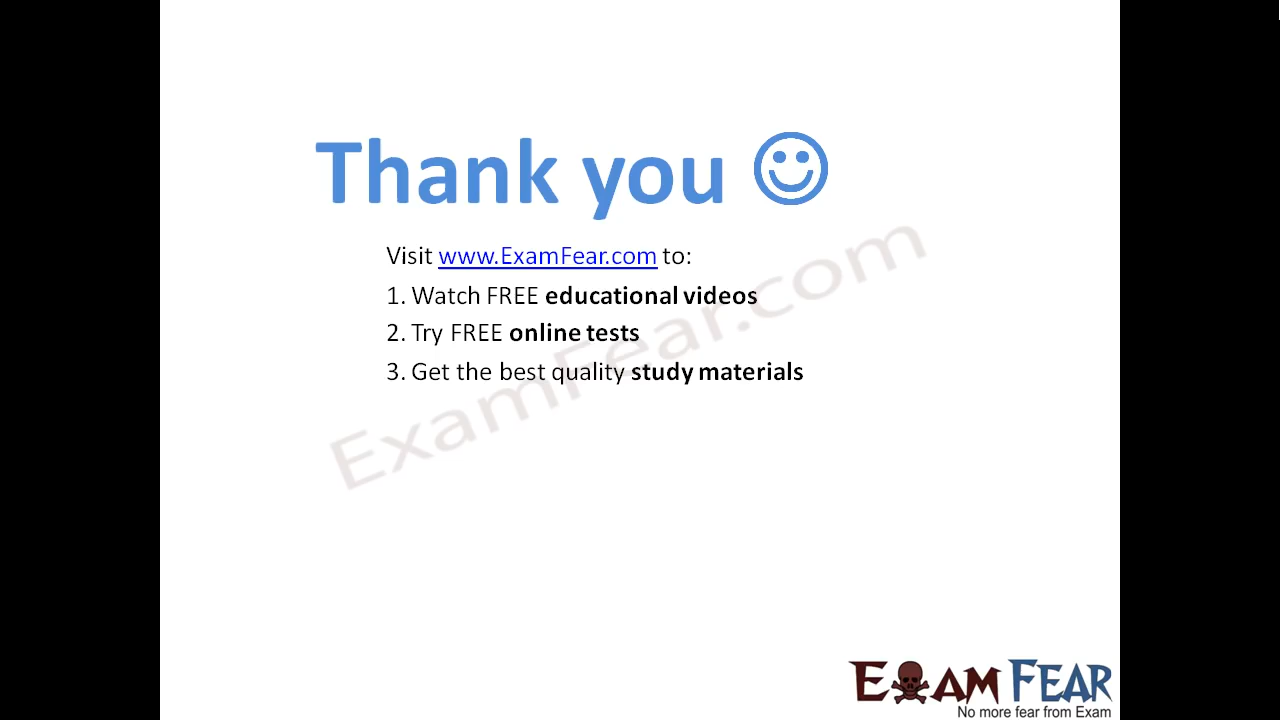 Thank you ☺
Visit www.ExamFear.com to:
1. Watch FREE educational videos
2. Try FREE online tests
3. Get the best quality study materials
ExamFear.com
EXAM FEAR
No more fear from Exam